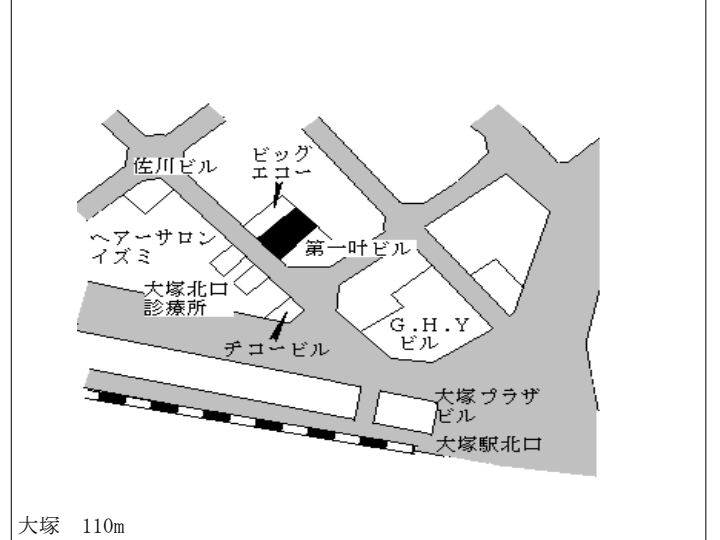 佐川ビル
ビッグ
エコー
ヘアーサロン
イズミ
第一叶ビル
大塚北口
診療所
チコービル
G.H.Y
ビル
大塚プラザ
ビル
大塚駅北口
大塚　110m